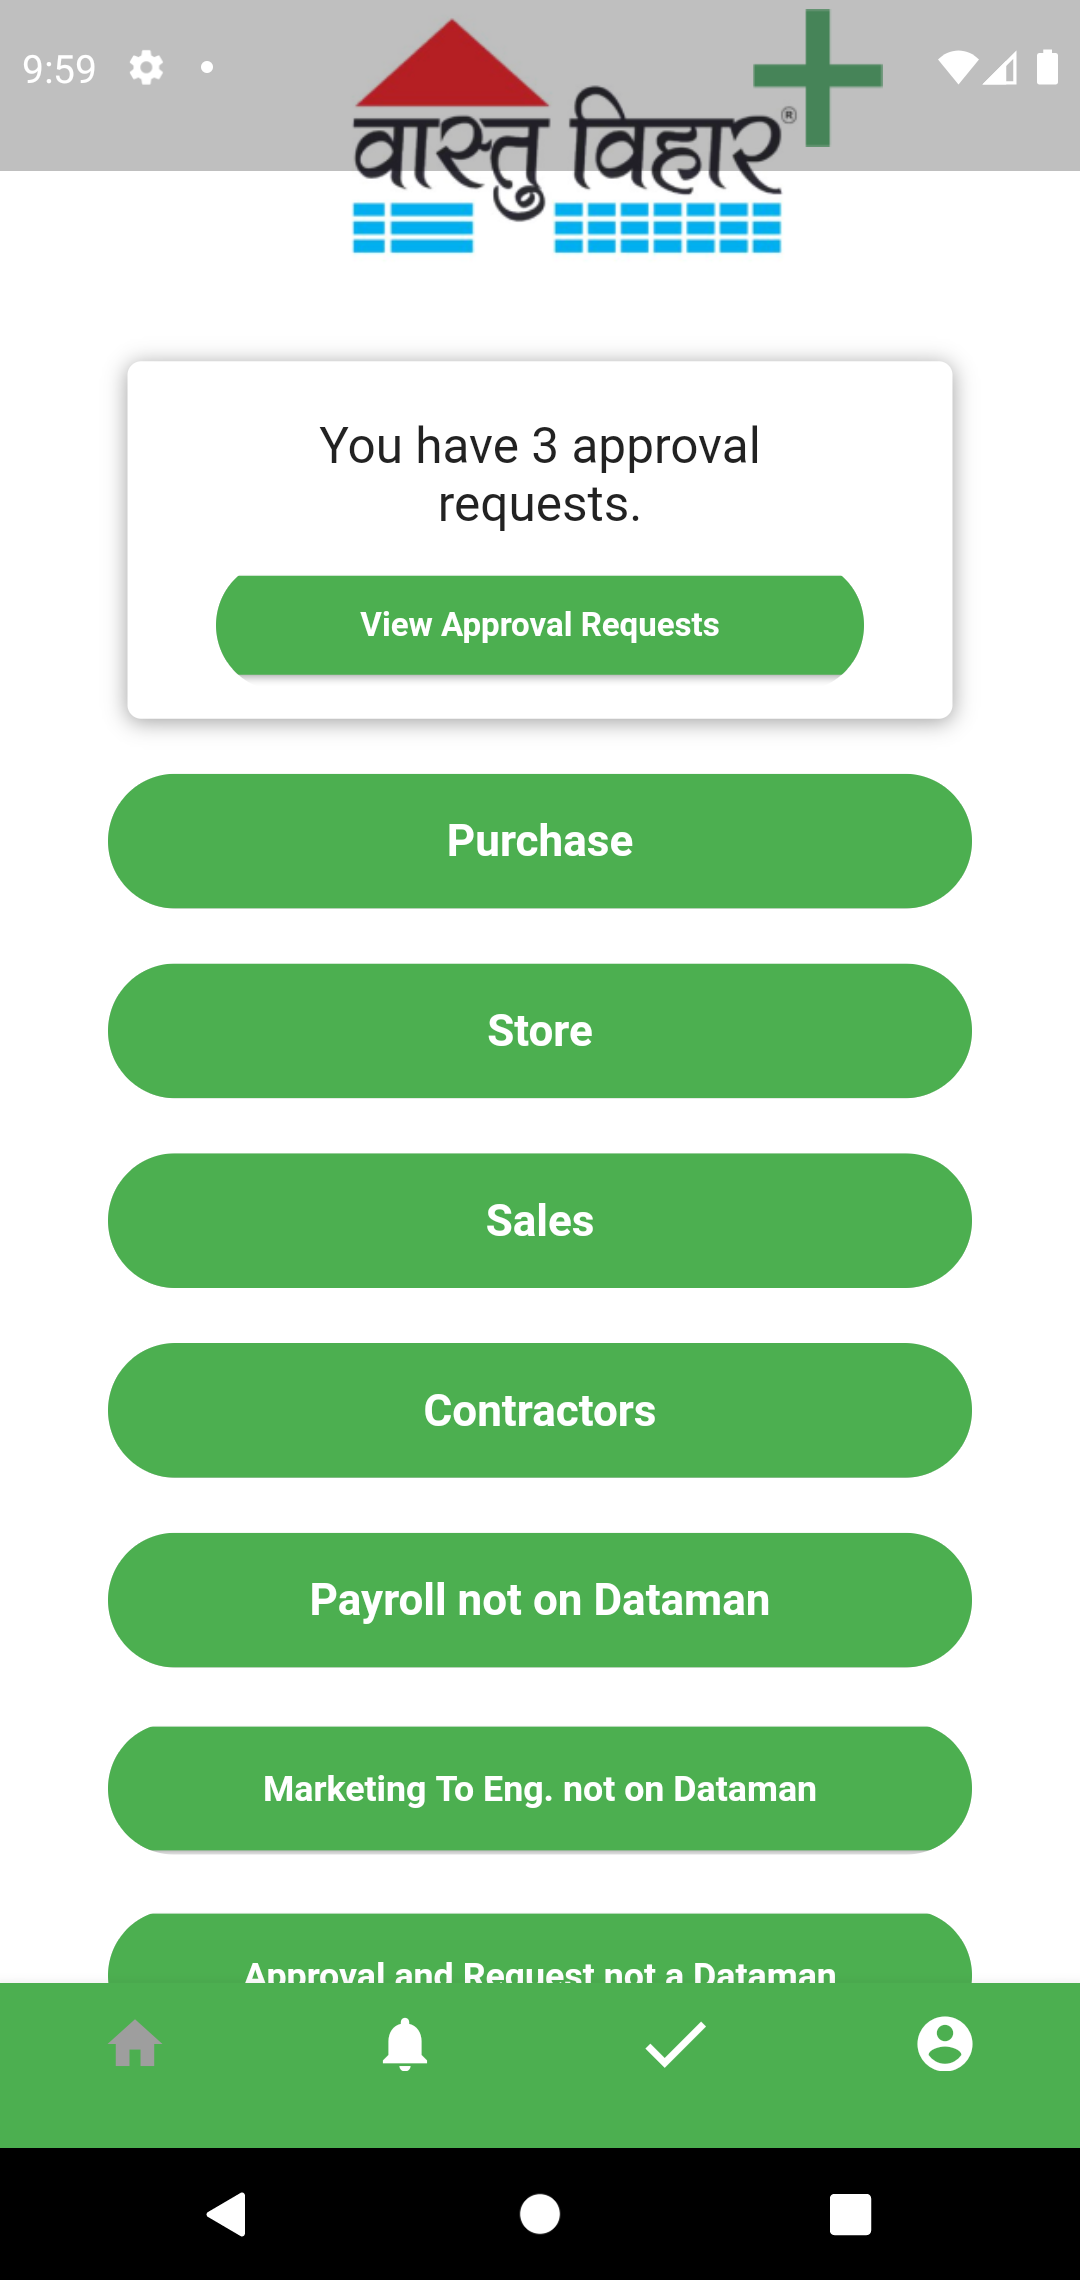 9:59
वास्तु विहार®
You have 3 approval
requests.
View Approval Requests
Purchase
Store
Sales
Contractors
Payroll not on Dataman
Marketing To Eng. not on Dataman
Approval and Request not a Dataman